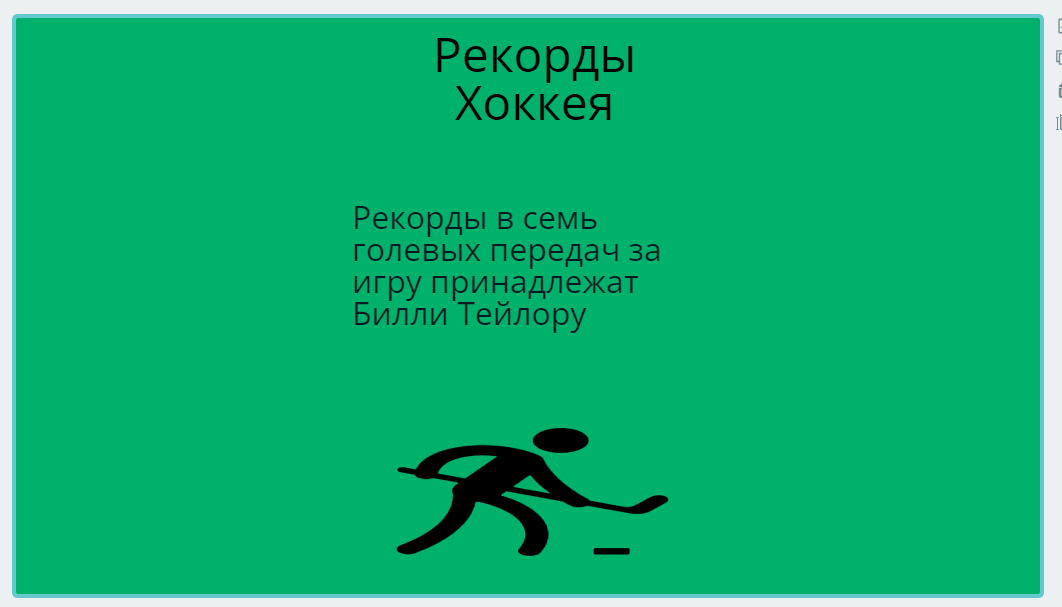 Рекорды
Хоккея
Рекорды в семь
голевых передач за
игру принадлежат
Билли Тейлору